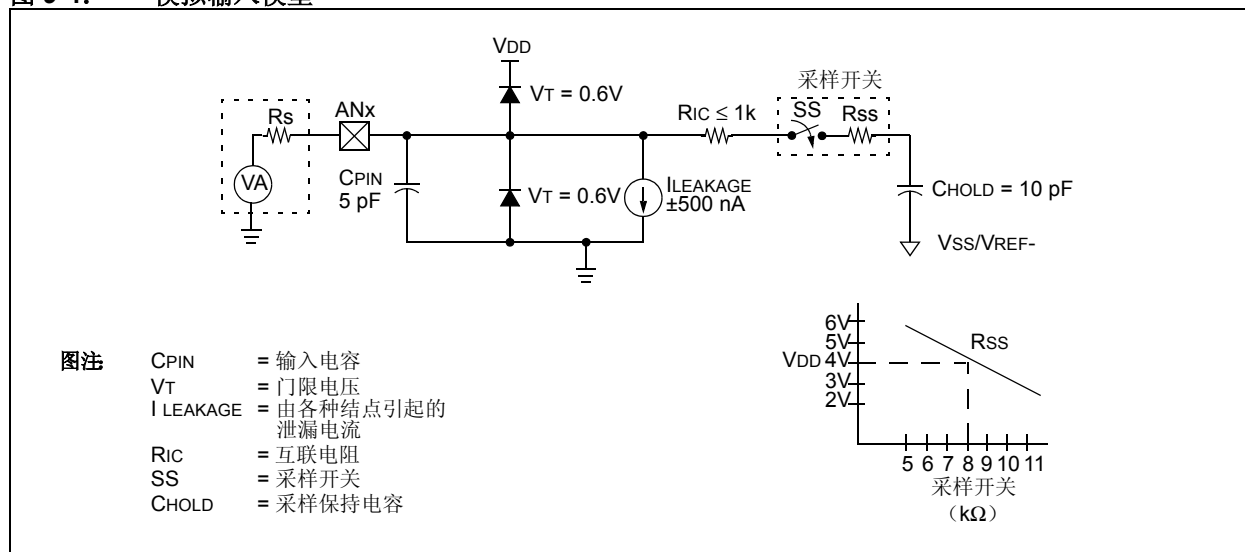 VDD
VT = 0.6V
ANx
Rs
VA
CPIN
5 pF
VT = 0.6V
ILEAKAGE
±500 nA
RIC ≤ 1k
采样开关
SS
RSS
CHOLD = 10 pF
VSS/VREF-
图注:
CPIN = 输入电容
VT = 门限电压
I LEAKAGE = 由各种结点引起的
泄漏电流
RIC = 互联电阻
SS = 采样开关
CHOLD = 采样保持电容
6V
5V
VDD 4V
3V
2V
RSS
5 6 7 8 9 10 11
采样开关
（kΩ）